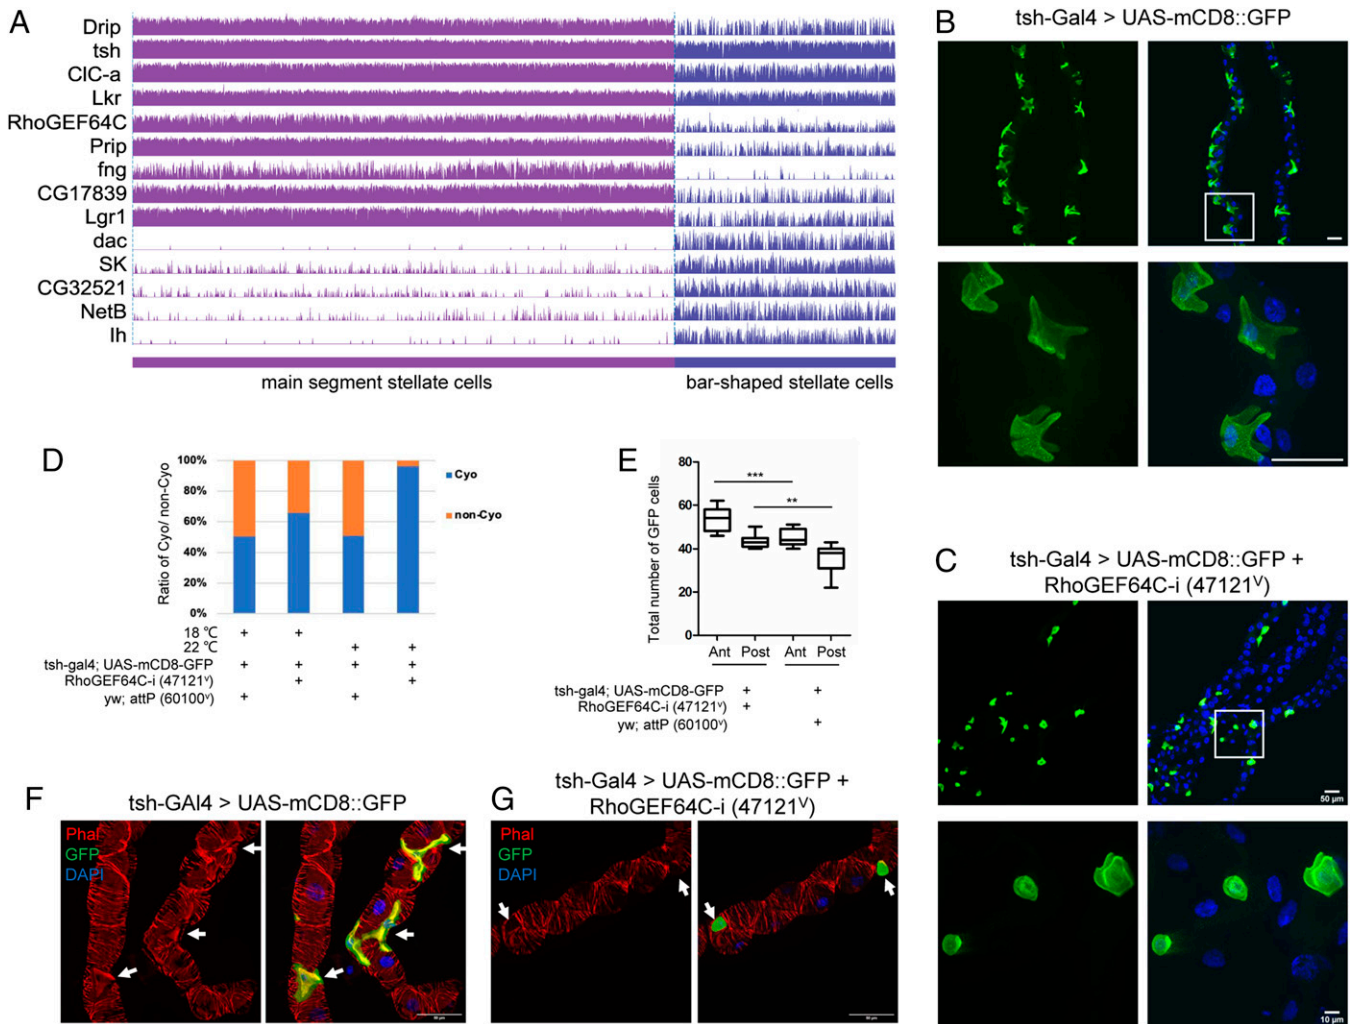 A
Drip
tsh
ClC-a
Lkr
RhoGEF64C
Prip
fng
CG17839
Lgr1
dac
SK
CG32521
NetB
Ih
main segment stellate cells
bar-shaped stellate cells
B
tsh-Gal4 > UAS-mCD8::GFP
C
tsh-Gal4 > UAS-mCD8::GFP +
RhoGEF64C-i (47121ⱽ)
50 µm
10 µm
D
Ratio of Cyo/ non-Cyo
100%
80%
60%
40%
20%
0%
Cyo
non-Cyo
18 ℃ + +
22 ℃ + +
tsh-gal4; UAS-mCD8-GFP + + + +
RhoGEF64C-i (47121ᵛ) + +
yw; attP (60100ᵛ) + +
E
Total number of GFP cells
80
60
40
20
0
***
**
Ant Post Ant Post
tsh-gal4; UAS-mCD8-GFP + +
RhoGEF64C-i (47121ᵛ) +
yw; attP (60100ᵛ) +
F
tsh-GAl4 > UAS-mCD8::GFP
Phal
GFP
DAPI
G
tsh-Gal4 > UAS-mCD8::GFP +
RhoGEF64C-i (47121ⱽ)
Phal
GFP
DAPI